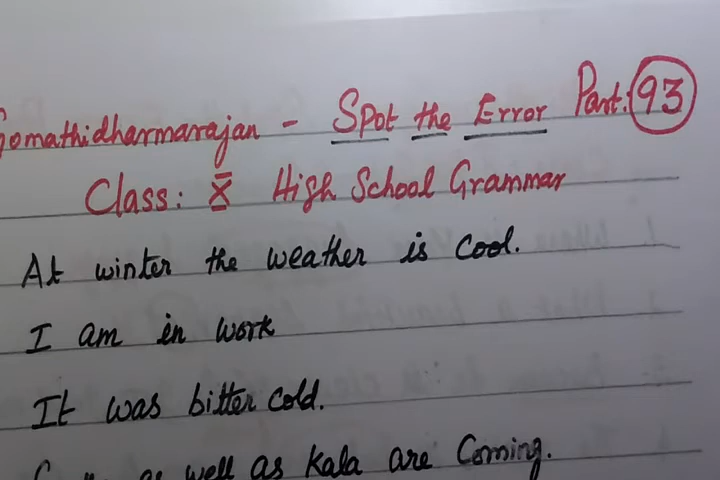 Gomathidharmarajan - Spot the Error Part: 93
Class: X High School Grammar
At winter the weather is cool.
I am in work
It was bitter cold.
as well as Kala are Coming.